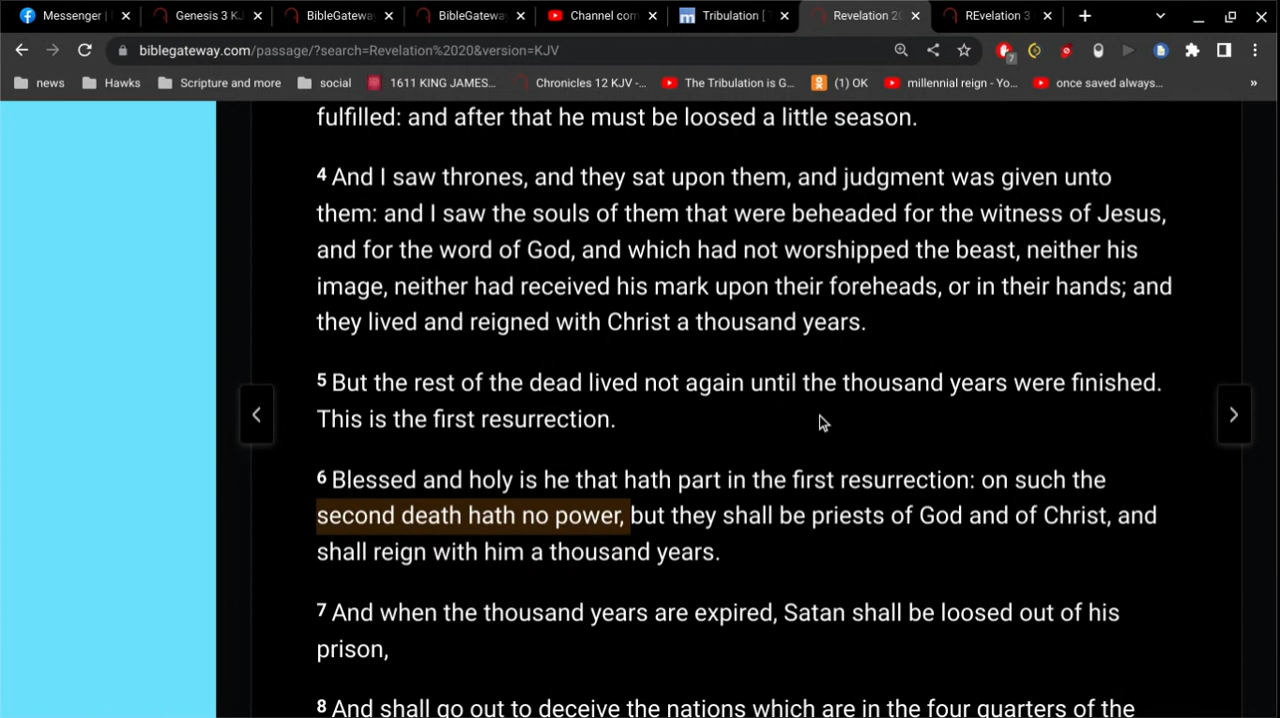 Messenger |
Genesis 3 KJ
BibleGateway
BibleGateway
Channel com
Tribulation [
Revelation 20
REvelation 3
biblegateway.com/passage/?search=Revelation%2020&version=KJV
7
news
Hawks
Scripture and more
social
1611 KING JAMES...
Chronicles 12 KJV -...
The Tribulation is G...
(1) OK
millennial reign - Yo...
once saved always...
»
fulfilled: and after that he must be loosed a little season.
4 And I saw thrones, and they sat upon them, and judgment was given unto
them: and I saw the souls of them that were beheaded for the witness of Jesus,
and for the word of God, and which had not worshipped the beast, neither his
image, neither had received his mark upon their foreheads, or in their hands; and
they lived and reigned with Christ a thousand years.
5 But the rest of the dead lived not again until the thousand years were finished.
This is the first resurrection.
6 Blessed and holy is he that hath part in the first resurrection: on such the
second death hath no power, but they shall be priests of God and of Christ, and
shall reign with him a thousand years.
7 And when the thousand years are expired, Satan shall be loosed out of his
prison,
8 And shall go out to deceive the nations which are in the four quarters of the